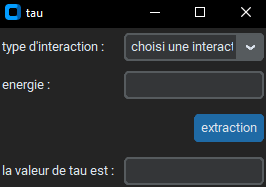 tau
type d'interaction :
choisi une interact
energie :
extraction
la valeur de tau est :